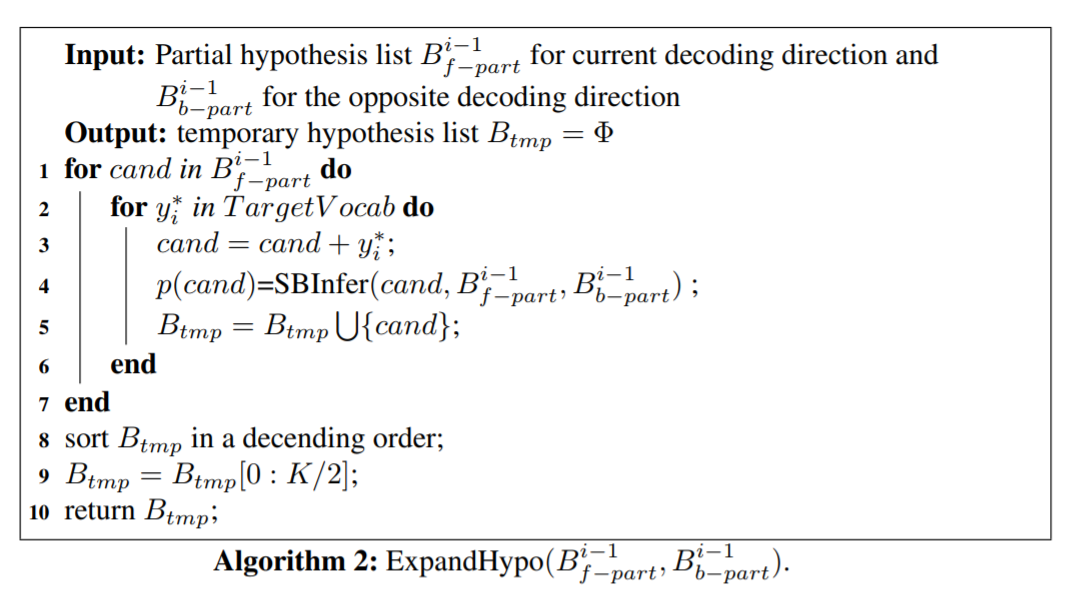 Input: Partial hypothesis list $B_{f-part}^{i-1}$ for current decoding direction and
$B_{b-part}^{i-1}$ for the opposite decoding direction
Output: temporary hypothesis list $B_{tmp} = \Phi$
1 for $cand\ in\ B_{f-part}^{i-1}$ do
2 for $y_i^*\ in\ TargetVocab$ do
3 $cand = cand + y_i^*$;
4 $p(cand)$=SBInfer$(cand, B_{f-part}^{i-1}, B_{b-part}^{i-1})$ ;
5 $B_{tmp} = B_{tmp} \bigcup \{cand\}$;
6 end
7 end
8 sort $B_{tmp}$ in a decending order;
9 $B_{tmp} = B_{tmp}[0 : K/2]$;
10 return $B_{tmp}$;
Algorithm 2: ExpandHypo($B_{f-part}^{i-1}, B_{b-part}^{i-1}$).